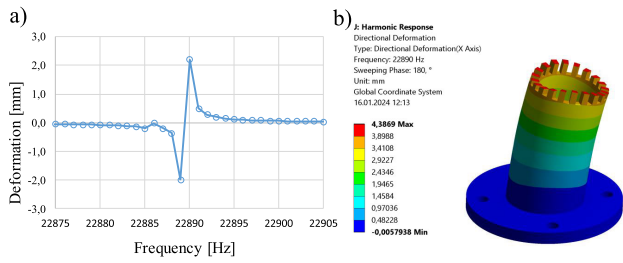 a)
3,0
2,0
1,0
0,0
-1,0
-2,0
-3,0
Deformation [mm]
22875 22880 22885 22890 22895 22900 22905
Frequency [Hz]
b)
J: Harmonic Response
Directional Deformation
Type: Directional Deformation(X Axis)
Frequency: 22890 Hz
Sweeping Phase: 180, °
Unit: mm
Global Coordinate System
16.01.2024 12:13
4,3869 Max
3,8988
3,4108
2,9227
2,4346
1,9465
1,4584
0,97036
0,48228
-0,0057938 Min